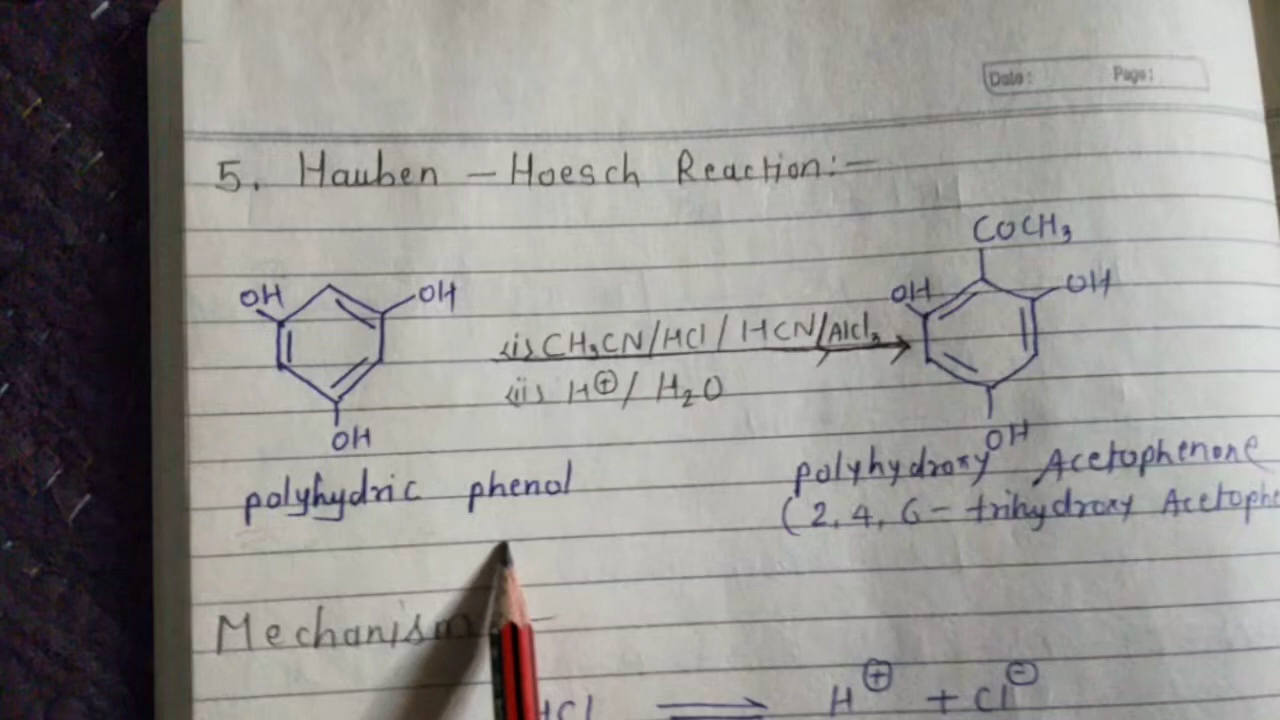 Date: Page:
5. Hauben - Hoesch Reaction:-
COCH₃
OH OH OH OH
(i) CH₃CN/HCl / HCN/AlCl₃
(ii) H⊕/ H₂O
OH OH
polyhydric phenol polyhydroxy Acetophenone
(2, 4, 6 - trihydroxy Acetophe
Mechanism
HCl ⇌ H⊕ + Cl⊖